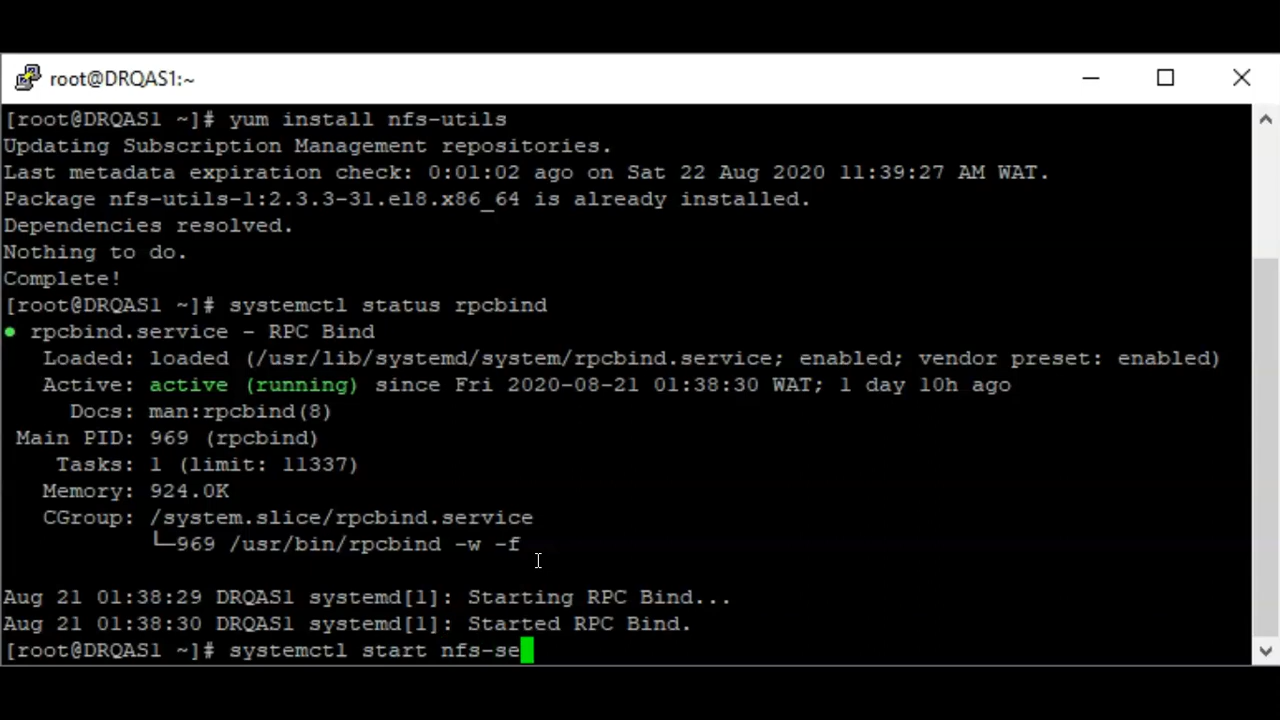 root@DRQAS1:~
[root@DRQAS1 ~]# yum install nfs-utils
Updating Subscription Management repositories.
Last metadata expiration check: 0:01:02 ago on Sat 22 Aug 2020 11:39:27 AM WAT.
Package nfs-utils-1:2.3.3-31.el8.x86_64 is already installed.
Dependencies resolved.
Nothing to do.
Complete!
[root@DRQAS1 ~]# systemctl status rpcbind
● rpcbind.service - RPC Bind
   Loaded: loaded (/usr/lib/systemd/system/rpcbind.service; enabled; vendor preset: enabled)
   Active: active (running) since Fri 2020-08-21 01:38:30 WAT; 1 day 10h ago
     Docs: man:rpcbind(8)
 Main PID: 969 (rpcbind)
    Tasks: 1 (limit: 11337)
   Memory: 924.0K
   CGroup: /system.slice/rpcbind.service
           └─969 /usr/bin/rpcbind -w -f
Aug 21 01:38:29 DRQAS1 systemd[1]: Starting RPC Bind...
Aug 21 01:38:30 DRQAS1 systemd[1]: Started RPC Bind.
[root@DRQAS1 ~]# systemctl start nfs-se